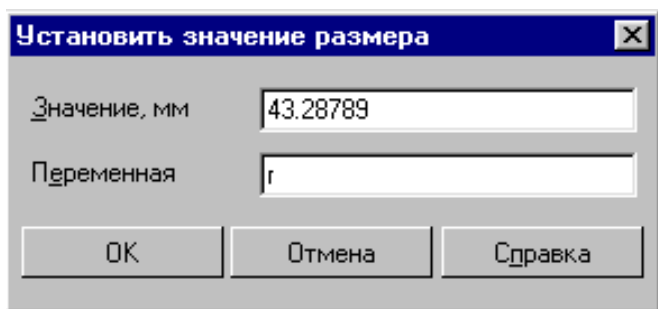 Установить значение размера
Значение, мм 43.28789
Переменная r
OK Отмена Справка